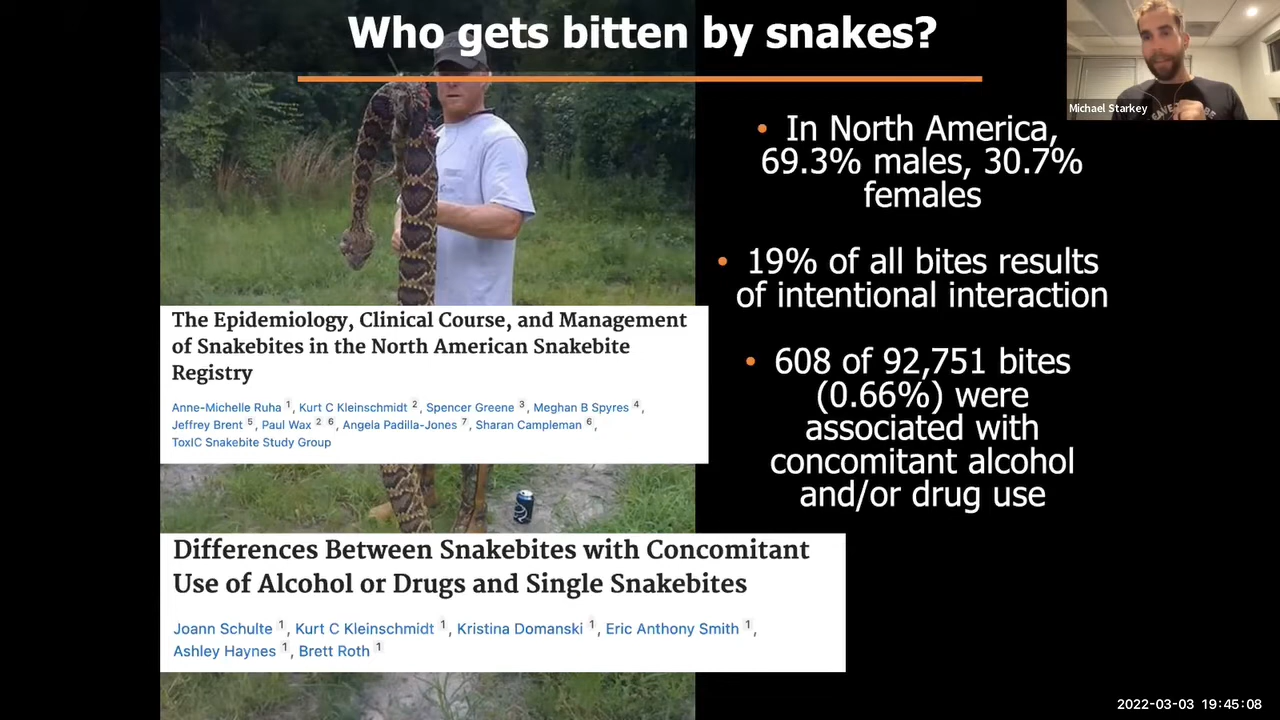 Who gets bitten by snakes?
Michael Starkey
• In North America,
69.3% males, 30.7%
females
• 19% of all bites results
of intentional interaction
• 608 of 92,751 bites
(0.66%) were
associated with
concomitant alcohol
and/or drug use
The Epidemiology, Clinical Course, and Management
of Snakebites in the North American Snakebite
Registry
Anne-Michelle Ruha 1, Kurt C Kleinschmidt 2, Spencer Greene 3, Meghan B Spyres 4,
Jeffrey Brent 5, Paul Wax 2 6, Angela Padilla-Jones 7, Sharan Campleman 6,
ToxIC Snakebite Study Group
Differences Between Snakebites with Concomitant
Use of Alcohol or Drugs and Single Snakebites
Joann Schulte 1, Kurt C Kleinschmidt 1, Kristina Domanski 1, Eric Anthony Smith 1,
Ashley Haynes 1, Brett Roth 1
2022-03-03 19:45:08